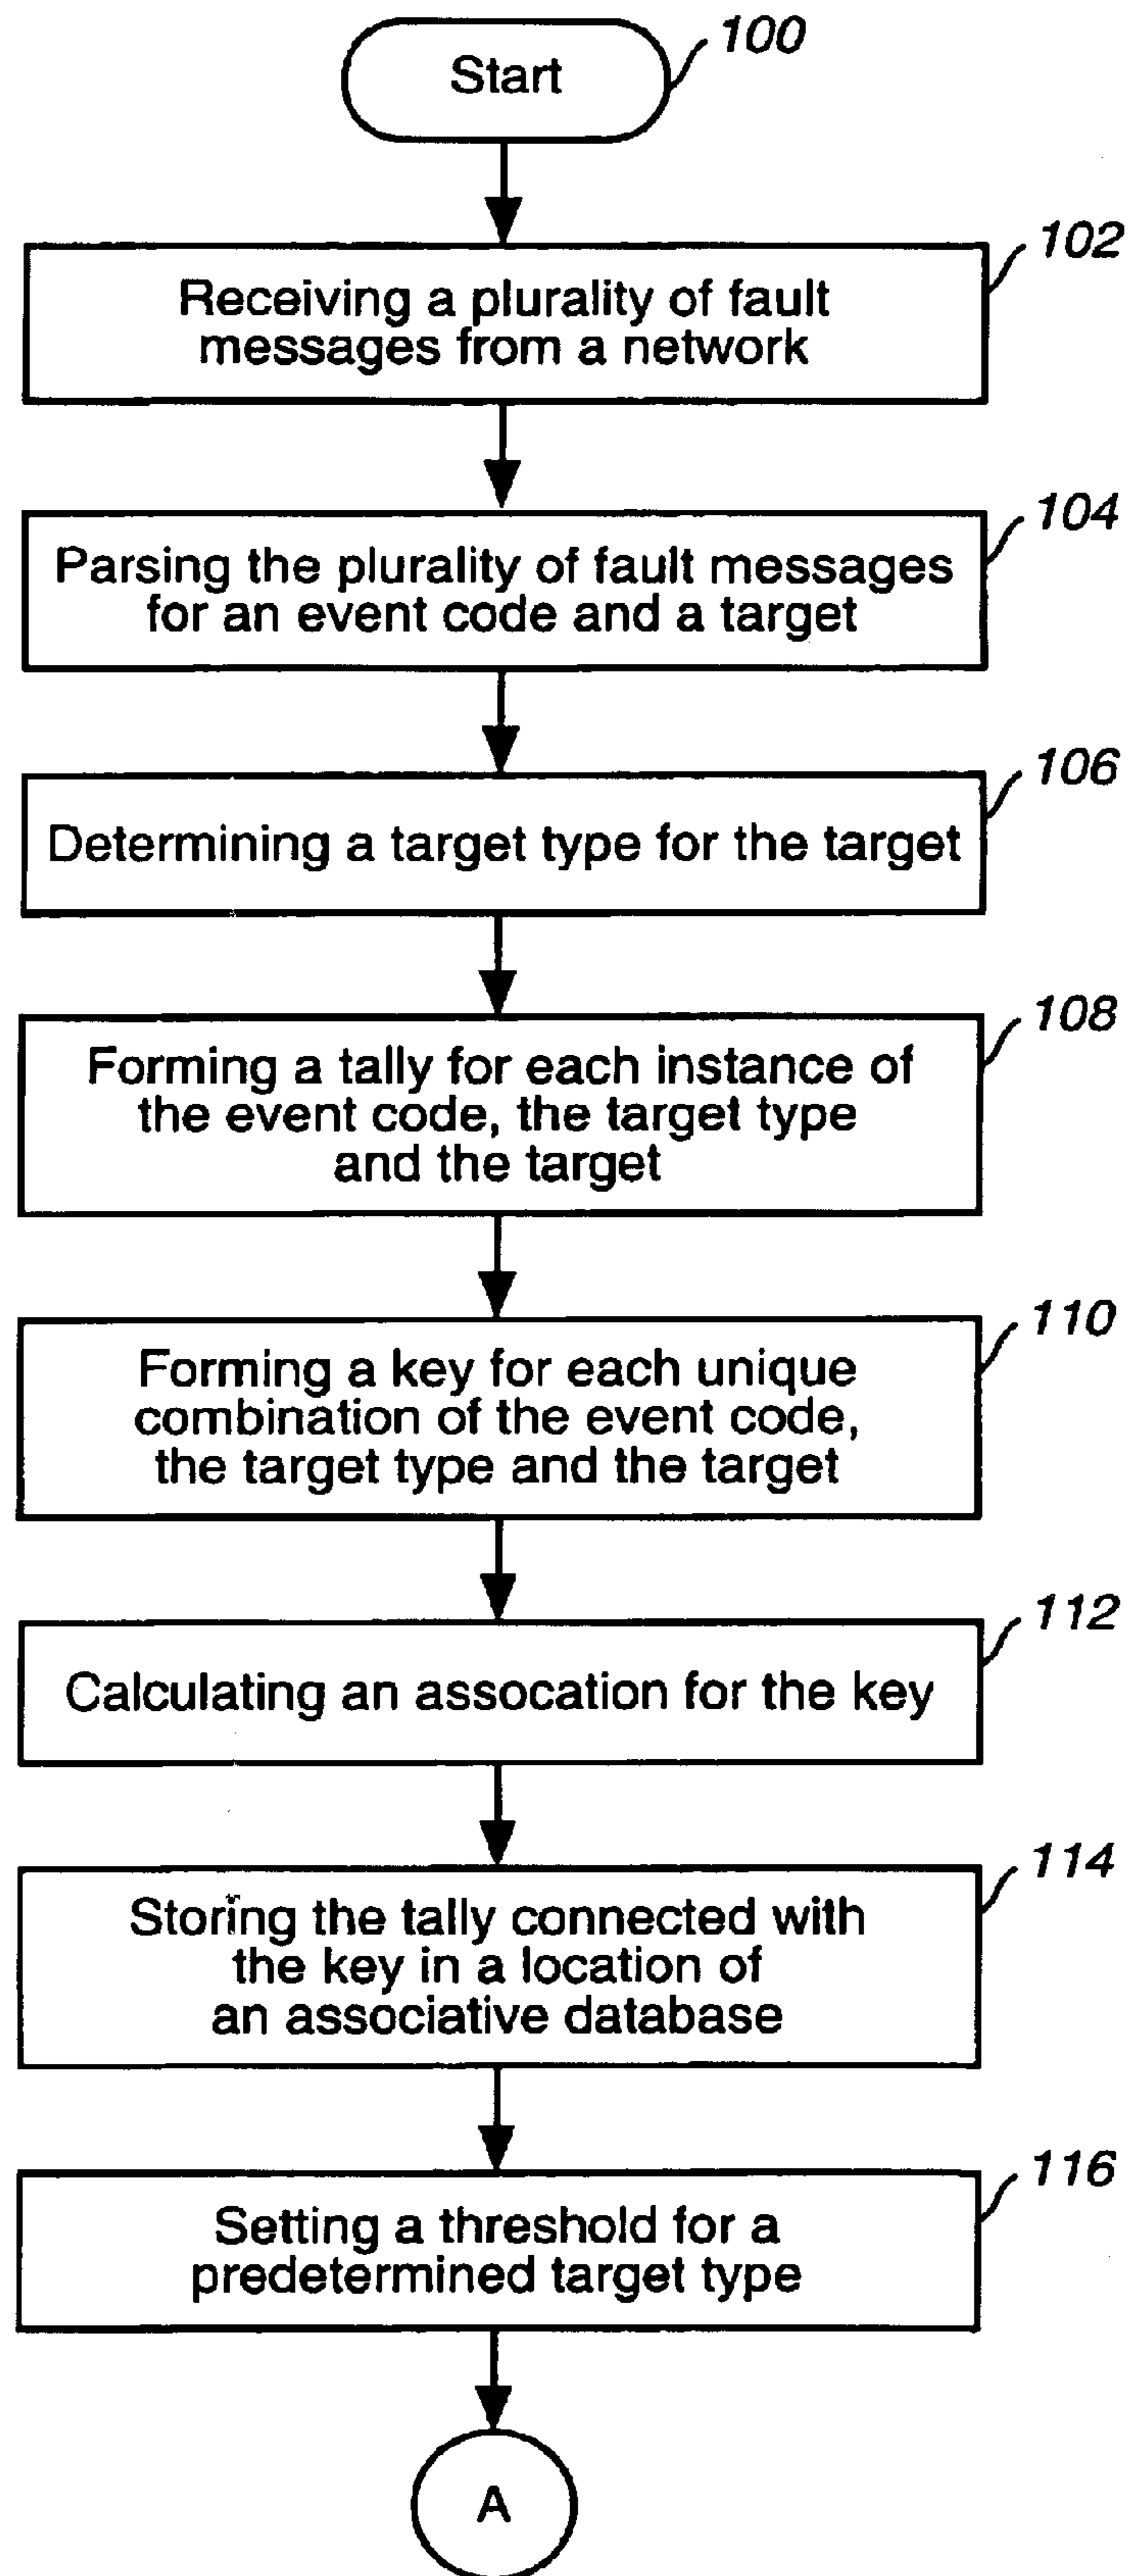 Start
100
Receiving a plurality of fault
messages from a network
102
Parsing the plurality of fault messages
for an event code and a target
104
Determining a target type for the target
106
Forming a tally for each instance of
the event code, the target type
and the target
108
Forming a key for each unique
combination of the event code,
the target type and the target
110
Calculating an assocation for the key
112
Storing the tally connected with
the key in a location of
an associative database
114
Setting a threshold for a
predetermined target type
116
A